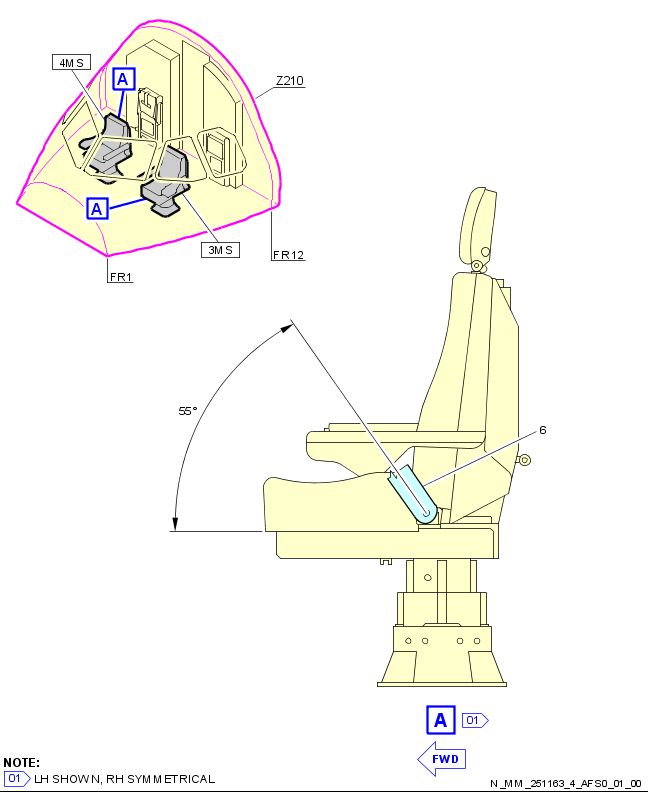 4MS
A
Z210
A
3MS
FR12
FR1
55°
6
A 01
FWD
NOTE:
01 LH SHOWN, RH SYMMETRICAL
N_MM_251163_4_AFS0_01_00